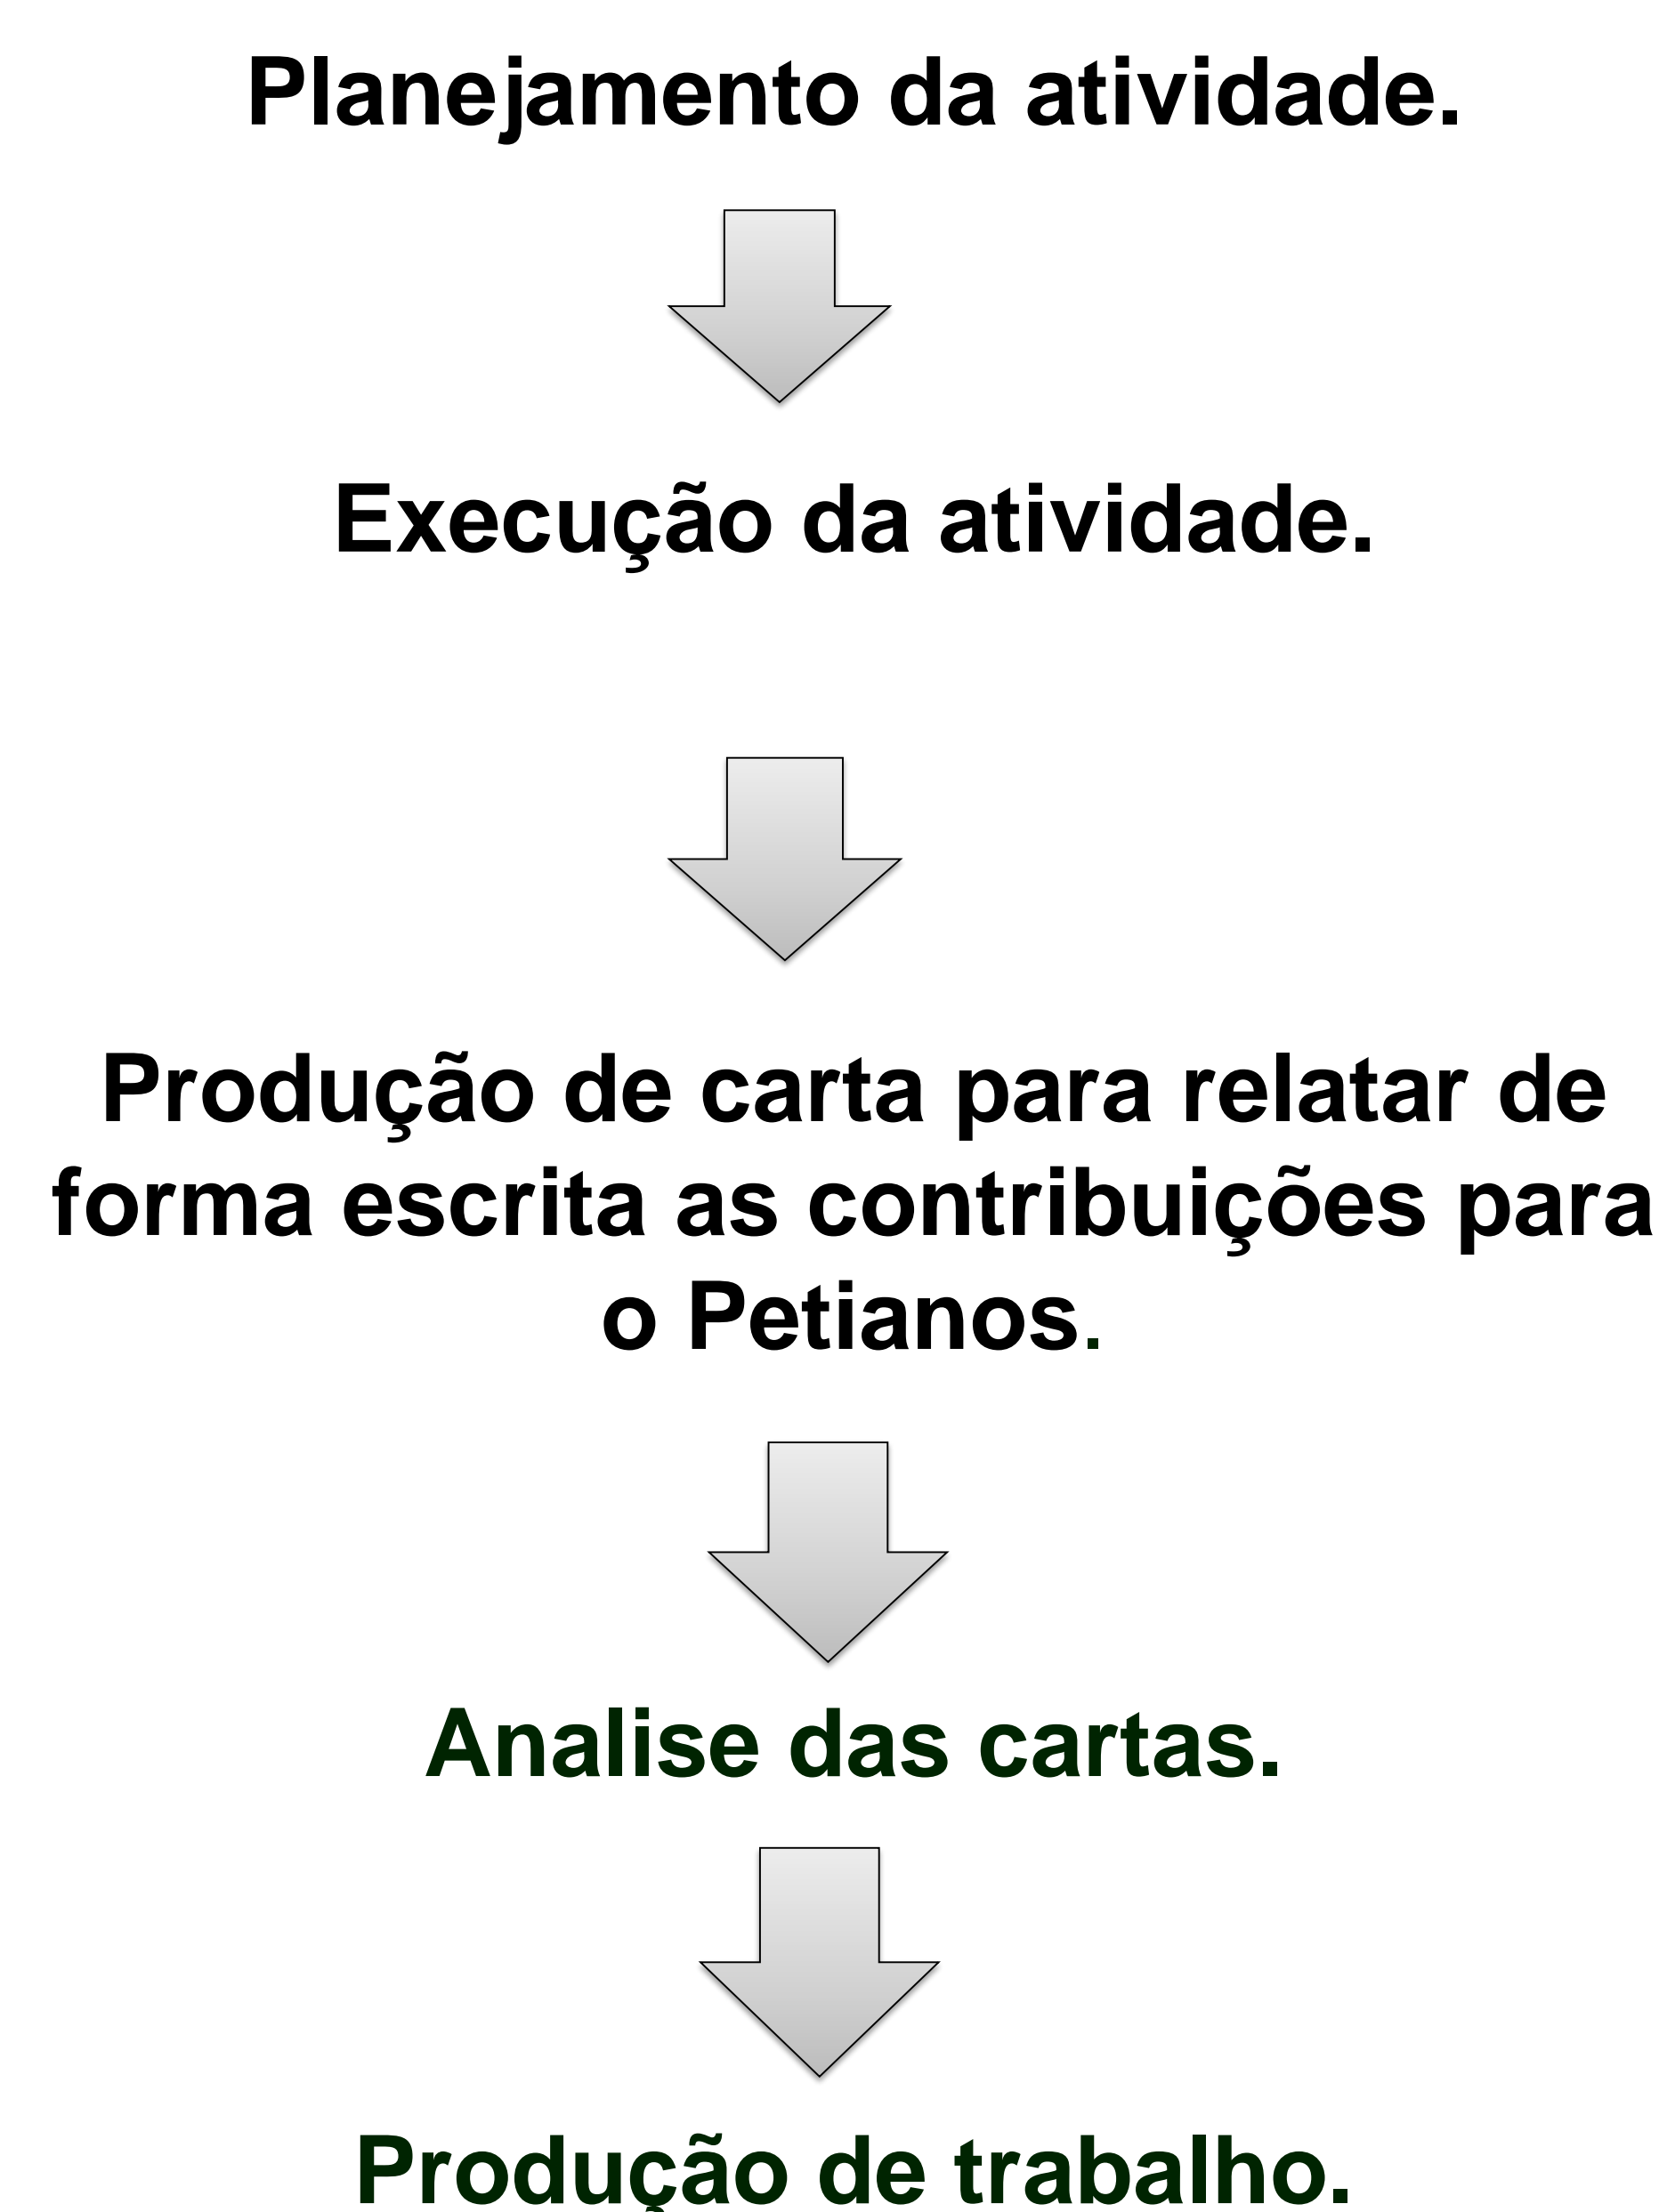 Planejamento da atividade.
Execução da atividade.
Produção de carta para relatar de
forma escrita as contribuições para
o Petianos.
Analise das cartas.
Produção de trabalho.